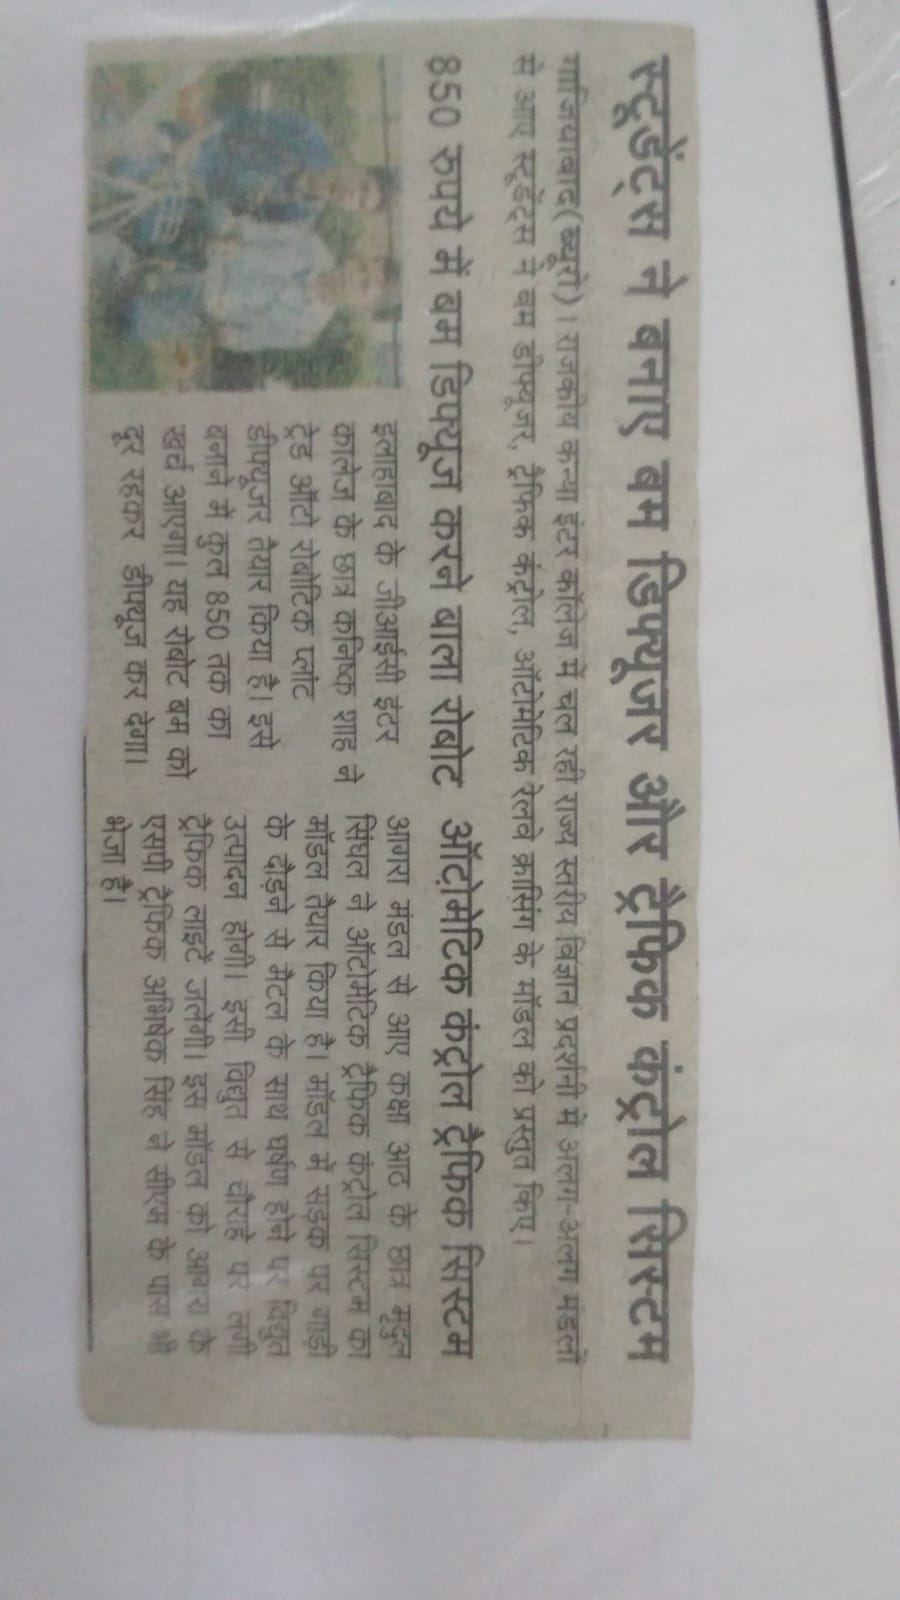 स्टूडेंट्स ने बनाए बम डिफ्यूजर और ट्रैफिक कंट्रोल सिस्टम
गाजियाबाद(ब्यूरो)। राजकीय कन्या इंटर कॉलेज में चल रही राज्य स्तरीय विज्ञान प्रदर्शनी में अलग-अलग मंडलों
से आए स्टूडेंट्स ने बम डीफ्यूजर, ट्रैफिक कंट्रोल, ऑटोमेटिक रेलवे क्रासिंग के मॉडल को प्रस्तुत किए।
850 रुपये में बम डिफ्यूज करने वाला रोबोट
इलाहाबाद के जीआईसी इंटर
कालेज के छात्र कनिष्क शाह ने
ट्रेड ऑटो रोबोटिक प्लांट
डीफ्यूजर तैयार किया है। इसे
बनाने में कुल 850 तक का
खर्च आएगा। यह रोबोट बम को
दूर रहकर डीफ्यूज कर देगा।
ऑटोमेटिक कंट्रोल ट्रैफिक सिस्टम
आगरा मंडल से आए कक्षा आठ के छात्र मृदुल
सिंघल ने ऑटोमेटिक ट्रैफिक कंट्रोल सिस्टम का
मॉडल तैयार किया है। मॉडल में सड़क पर गाड़ी
के दौड़ने से मैटल के साथ घर्षण होने पर विद्युत
उत्पादन होगी। इसी विद्युत से चौराहे पर लगी
ट्रैफिक लाइटें जलेंगी। इस मॉडल को आगरा के
एसपी ट्रैफिक अभिषेक सिंह ने सीएम के पास भी
भेजा है।